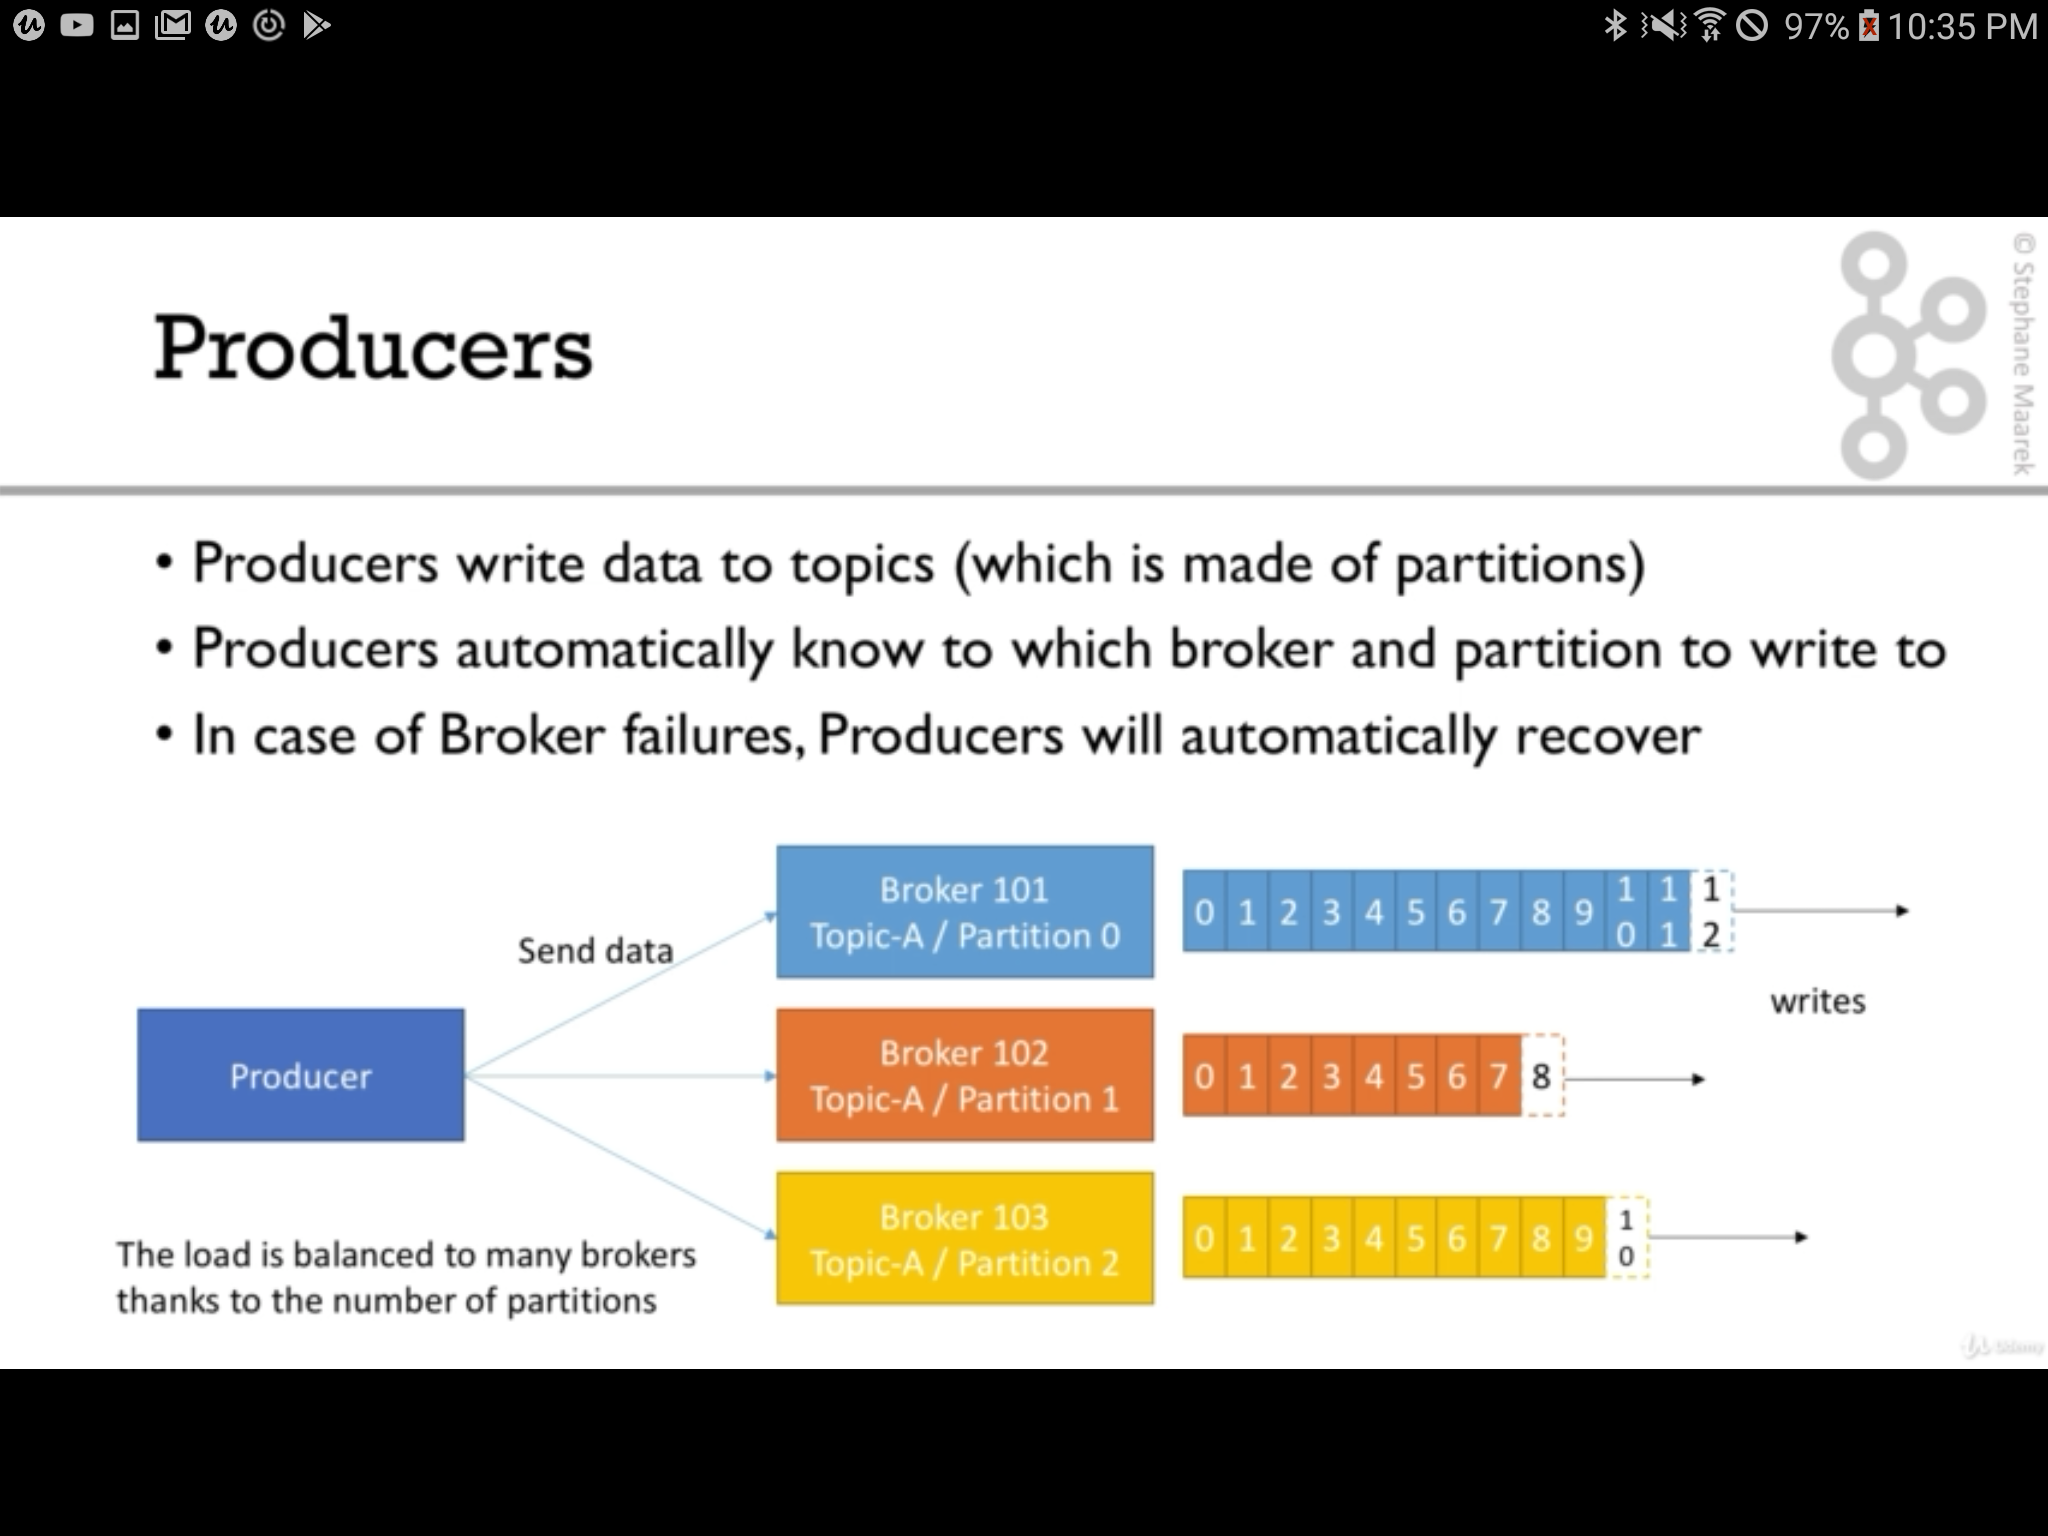 97% 10:35 PM
© Stephane Maarek
Producers
• Producers write data to topics (which is made of partitions)
• Producers automatically know to which broker and partition to write to
• In case of Broker failures, Producers will automatically recover
Send data
Producer
The load is balanced to many brokers
thanks to the number of partitions
Broker 101
Topic-A / Partition 0
0 1 2 3 4 5 6 7 8 9 10 11 12
writes
Broker 102
Topic-A / Partition 1
0 1 2 3 4 5 6 7 8
Broker 103
Topic-A / Partition 2
0 1 2 3 4 5 6 7 8 9 10
Udemy